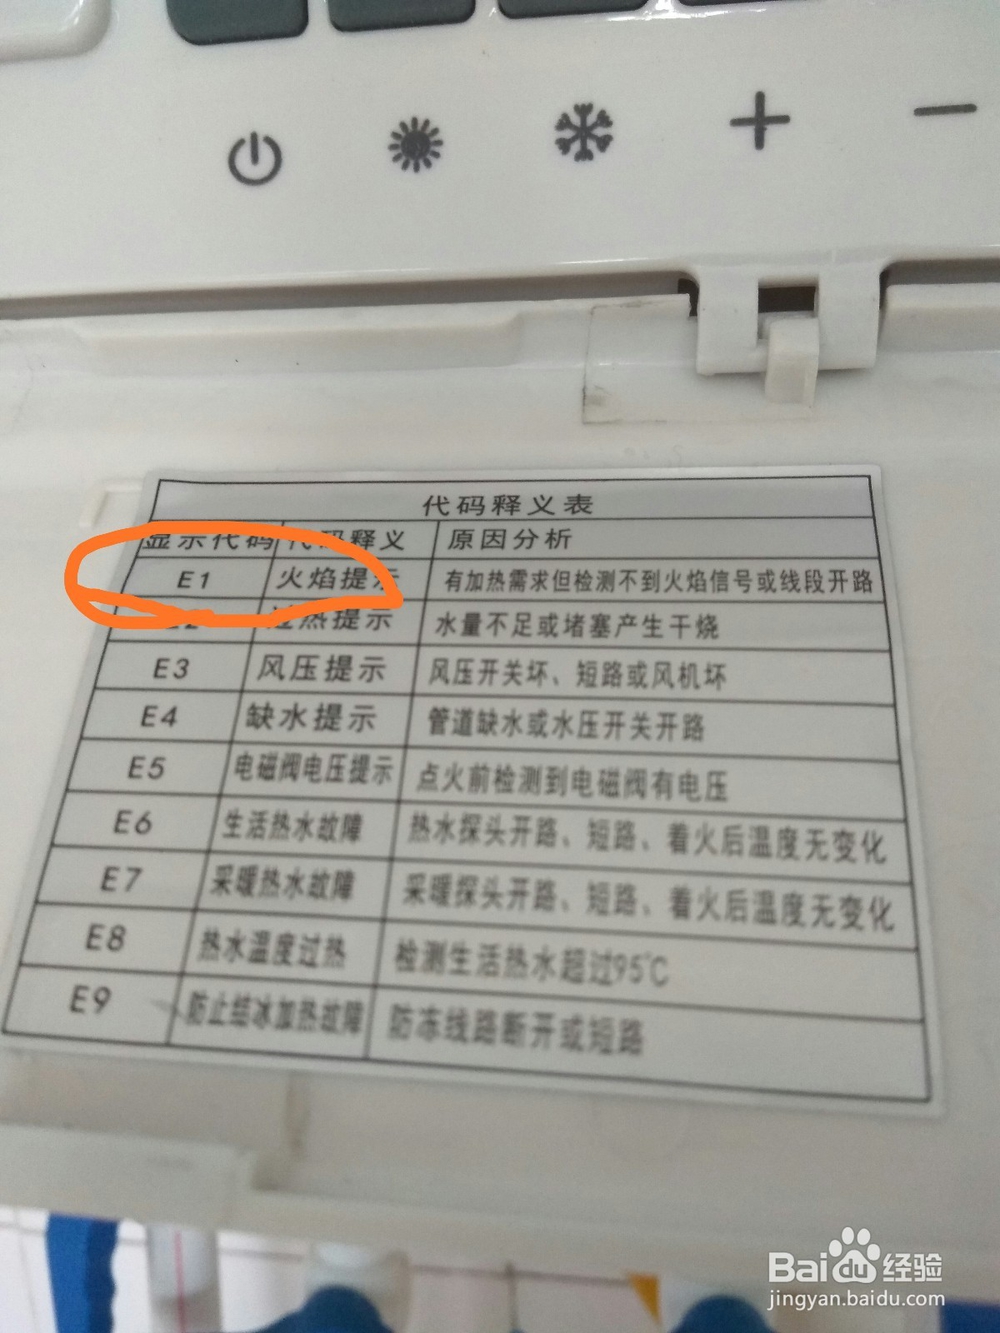 代码释义表
显示代码 代码释义 原因分析
E1 火焰提示 有加热需求但检测不到火焰信号或线段开路
E2 过热提示 水量不足或堵塞产生干烧
E3 风压提示 风压开关坏、短路或风机坏
E4 缺水提示 管道缺水或水压开关开路
E5 电磁阀电压提示 点火前检测到电磁阀有电压
E6 生活热水故障 热水探头开路、短路、着火后温度无变化
E7 采暖热水故障 采暖探头开路、短路、着火后温度无变化
E8 热水温度过热 检测生活热水超过95℃
E9 防止结冰加热故障 防冻线路断开或短路
Baidu经验
jingyan.baidu.com